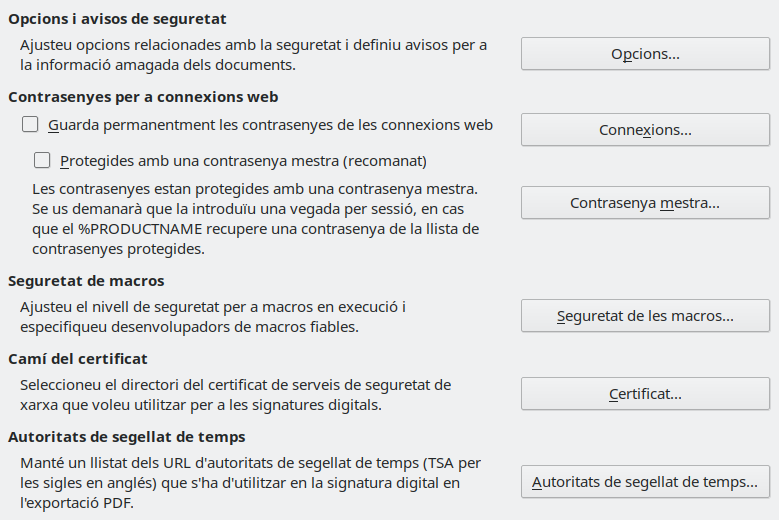 Opcions i avisos de seguretat
Ajusteu opcions relacionades amb la seguretat i definiu avisos per a
la informació amagada dels documents.
Opcions...
Contrasenyes per a connexions web
Guarda permanentment les contrasenyes de les connexions web
Connexions...
Protegides amb una contrasenya mestra (recomanat)
Les contrasenyes estan protegides amb una contrasenya mestra.
Se us demanarà que la introduïu una vegada per sessió, en cas
que el %PRODUCTNAME recupere una contrasenya de la llista de
contrasenyes protegides.
Contrasenya mestra...
Seguretat de macros
Ajusteu el nivell de seguretat per a macros en execució i
especifiqueu desenvolupadors de macros fiables.
Seguretat de les macros...
Camí del certificat
Seleccioneu el directori del certificat de serveis de seguretat de
xarxa que voleu utilitzar per a les signatures digitals.
Certificat...
Autoritats de segellat de temps
Manté un llistat dels URL d'autoritats de segellat de temps (TSA per
les sigles en anglés) que s'ha d'utilitzar en la signatura digital en
l'exportació PDF.
Autoritats de segellat de temps...